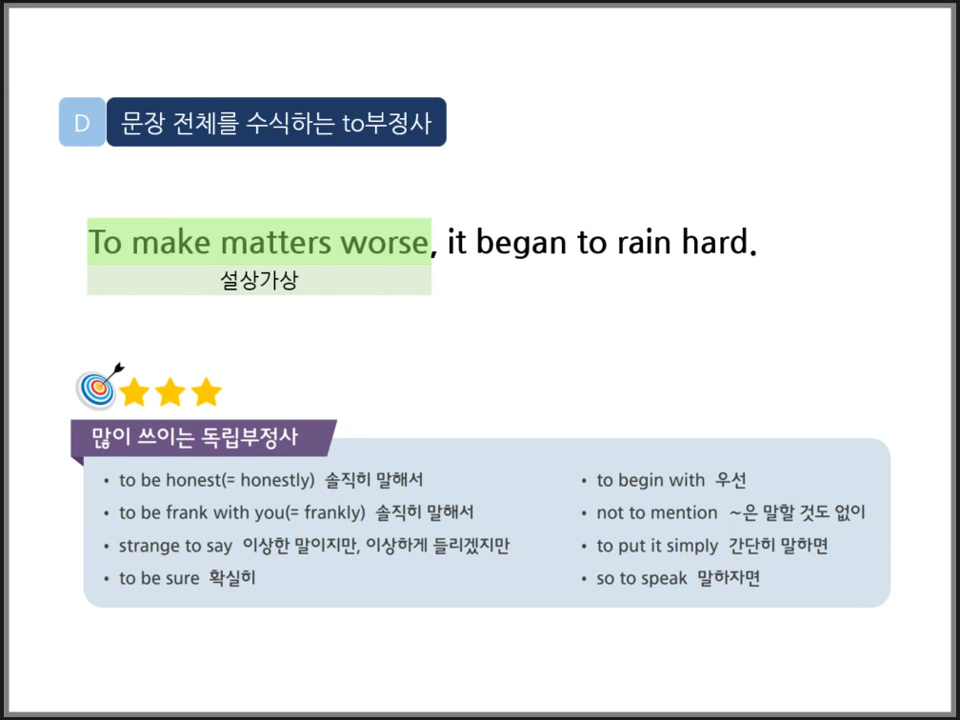 D 문장 전체를 수식하는 to부정사
To make matters worse, it began to rain hard.
설상가상
많이 쓰이는 독립부정사
• to be honest(= honestly) 솔직히 말해서
• to be frank with you(= frankly) 솔직히 말해서
• strange to say 이상한 말이지만, 이상하게 들리겠지만
• to be sure 확실히
• to begin with 우선
• not to mention ~은 말할 것도 없이
• to put it simply 간단히 말하면
• so to speak 말하자면